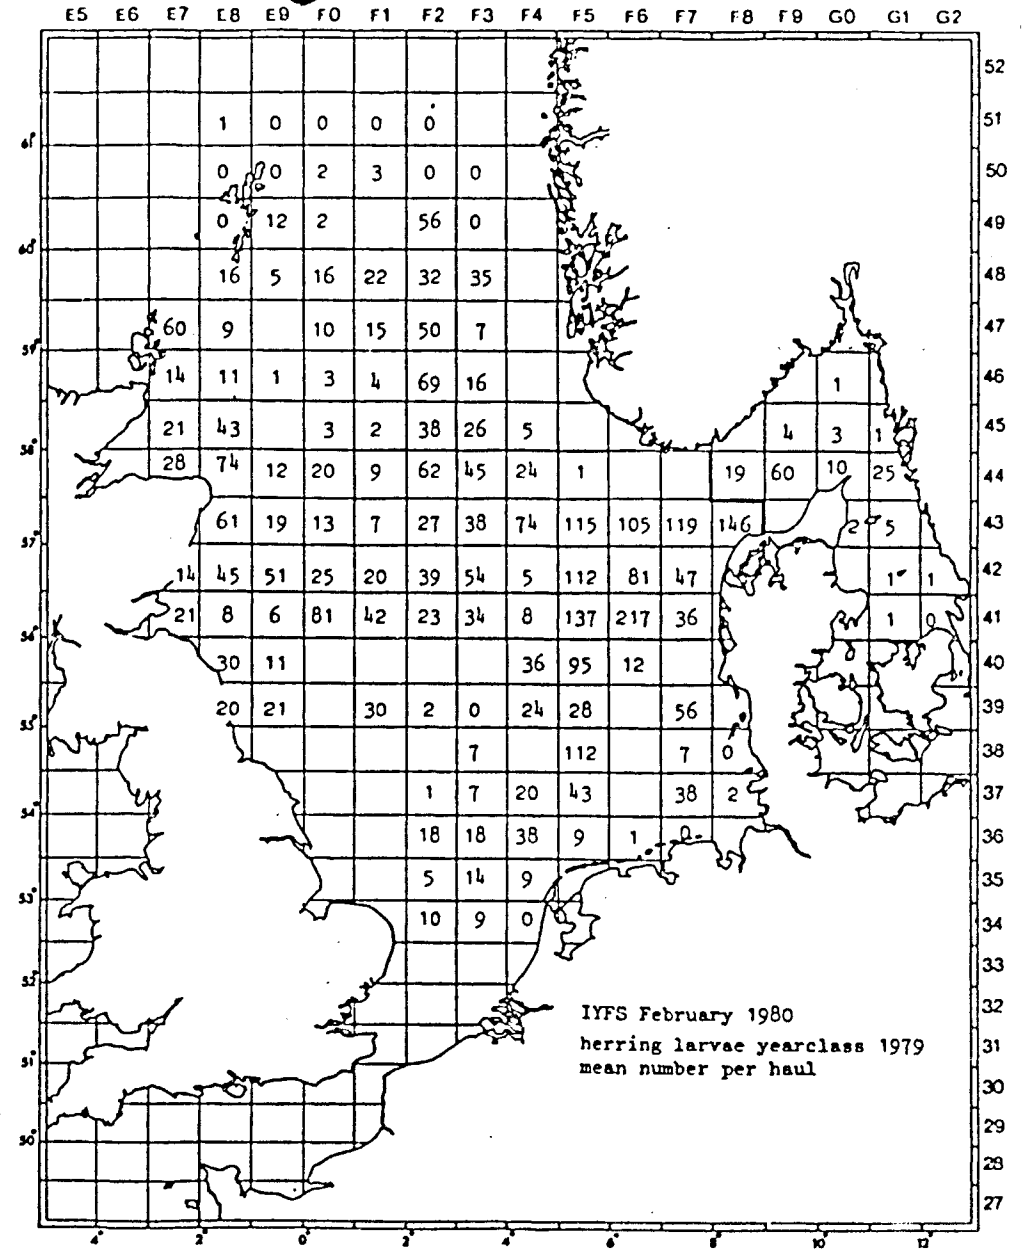 E5 E6 E7 E8 E9 F0 F1 F2 F3 F4 F5 F6 F7 F8 F9 G0 G1 G2
52
1 0 0 0 0 51
61°
0 0 2 3 0 0 50
0 12 2 56 0 49
60°
16 5 16 22 32 35 48
60 9 10 15 50 7 47
59°
14 11 1 3 4 69 16 1 46
21 43 3 2 38 26 5 4 3 1 45
58°
28 74 12 20 9 62 45 24 1 19 60 10 25 44
61 19 13 7 27 38 74 115 105 119 146 2 5 43
57°
14 45 51 25 20 39 54 5 112 81 47 1 1 42
21 8 6 81 42 23 34 8 137 217 36 1 0 41
56°
30 11 36 95 12 40
20 21 30 2 0 24 28 56 39
55°
7 112 7 0 38
1 7 20 43 38 2 37
54°
18 18 38 9 1 0 36
5 14 9 35
53°
10 9 0 34
33
52°
32
IYFS February 1980
herring larvae yearclass 1979
31
mean number per haul
51°
30
29
50°
28
27
4° 2° 0° 2° 4° 6° 8° 10 12°